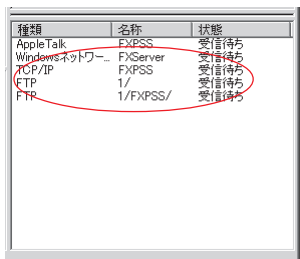 種類 名称 状態
AppleTalk FXPSS 受信待ち
Windowsネットワー... FXServer 受信待ち
TCP/IP FXPSS 受信待ち
FTP 1/ 受信待ち
FTP 1/FXPSS/ 受信待ち